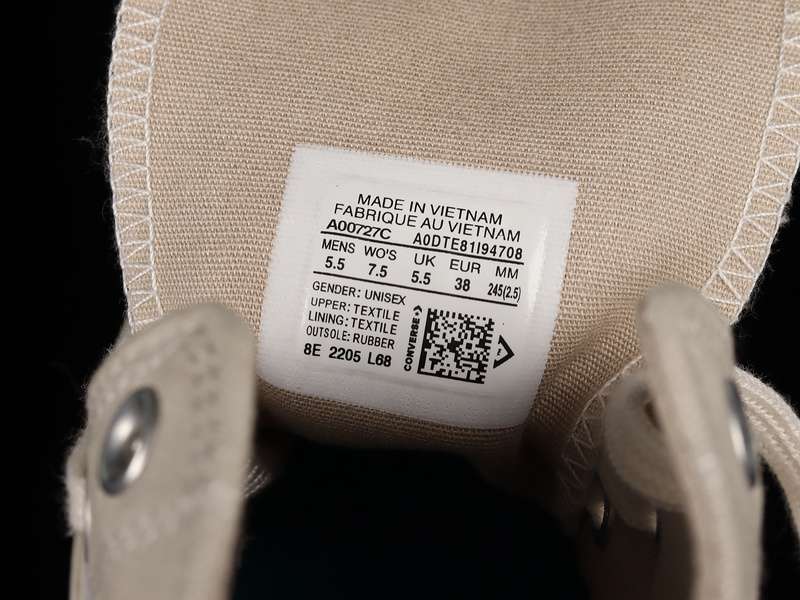 MADE IN VIETNAM
FABRIQUE AU VIETNAM
A00727C A0DTE81I94708
MENS WO'S UK EUR MM
5.5 7.5 5.5 38 245(2.5)
GENDER: UNISEX
UPPER: TEXTILE
LINING: TEXTILE
OUTSOLE: RUBBER
8E 2205 L68
CONVERSE